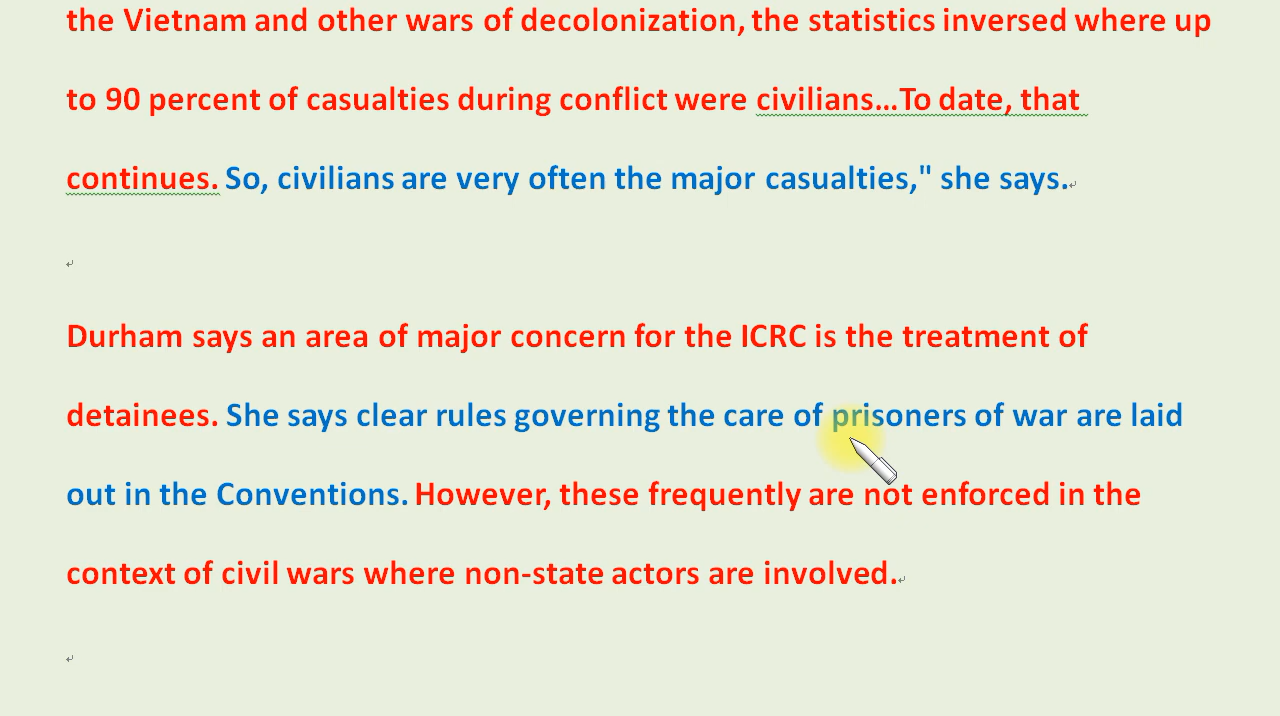 the Vietnam and other wars of decolonization, the statistics inversed where up
to 90 percent of casualties during conflict were civilians...To date, that
continues. So, civilians are very often the major casualties," she says.
Durham says an area of major concern for the ICRC is the treatment of
detainees. She says clear rules governing the care of prisoners of war are laid
out in the Conventions. However, these frequently are not enforced in the
context of civil wars where non-state actors are involved.